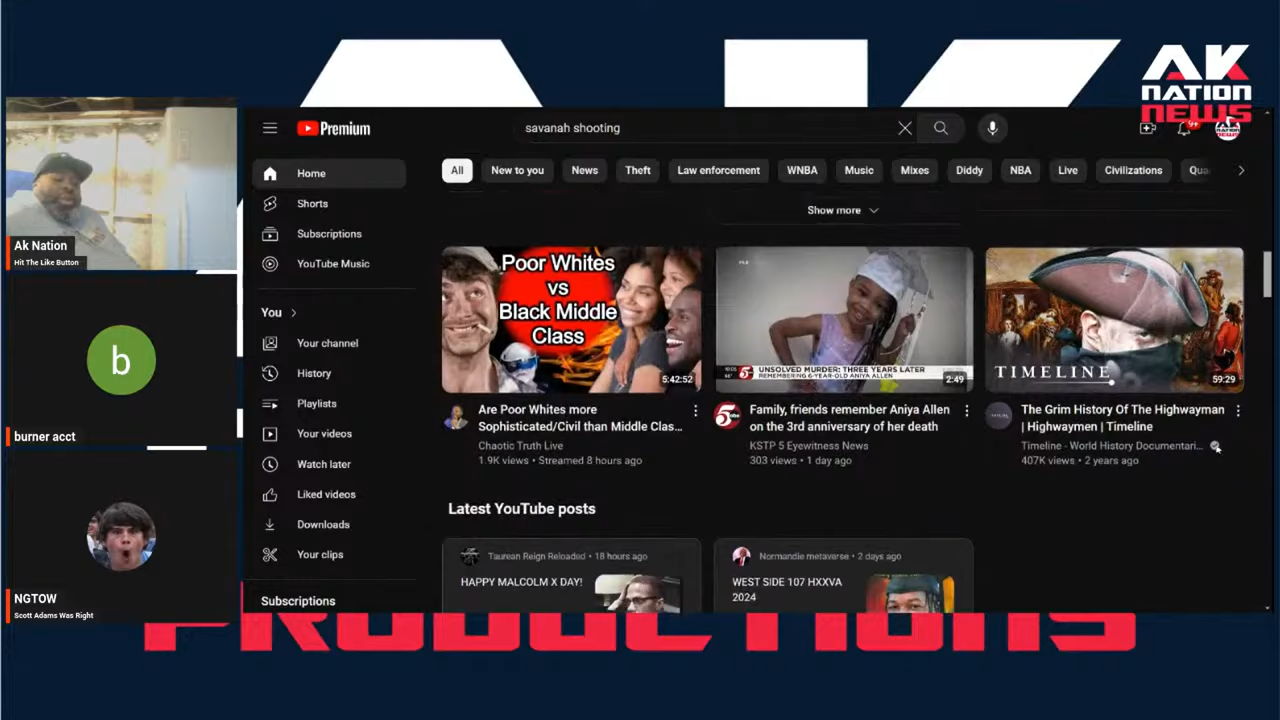 AK
NATION
NEWS
Premium
savanah shooting
9+
Home
Shorts
Subscriptions
YouTube Music
You
Your channel
History
Playlists
Your videos
Watch later
Liked videos
Downloads
Your clips
Subscriptions
All
New to you
News
Theft
Law enforcement
WNBA
Music
Mixes
Diddy
NBA
Live
Civilizations
Show more
Poor Whites
vs
Black Middle
Class
5:42:52
Are Poor Whites more
Sophisticated/Civil than Middle Clas...
Chaotic Truth Live
1.9K views • Streamed 8 hours ago
UNSOLVED MURDER: THREE YEARS LATER
REMEMBERING 6-YEAR-OLD ANIYA ALLEN
2:49
Family, friends remember Aniya Allen
on the 3rd anniversary of her death
KSTP 5 Eyewitness News
303 views • 1 day ago
TIMELINE
59:29
The Grim History Of The Highwayman
| Highwaymen | Timeline
Timeline - World History Documentari...
407K views • 2 years ago
Latest YouTube posts
Taurean Reign Reloaded • 18 hours ago
HAPPY MALCOLM X DAY!
Normandie metaverse • 2 days ago
WEST SIDE 107 HXXVA
2024
Ak Nation
Hit The Like Button
b
burner acct
NGTOW
Scott Adams Was Right
PRODUCTIONS